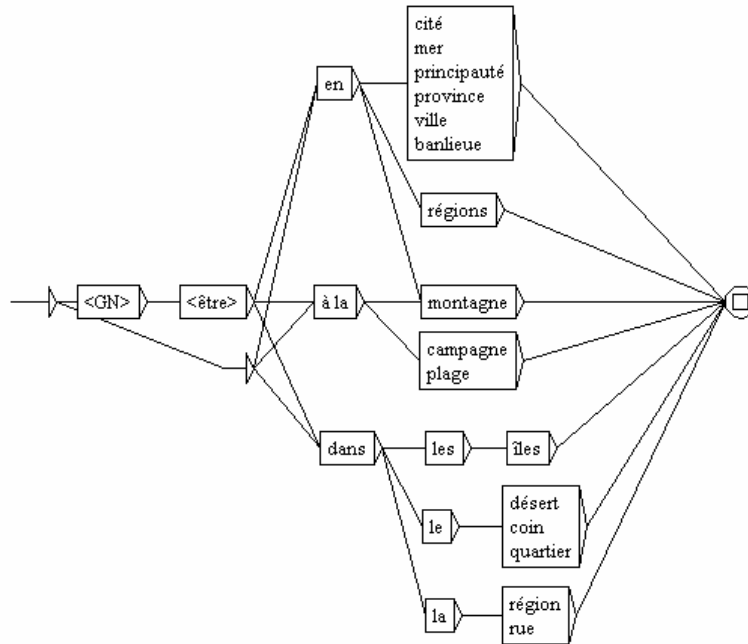 cité
mer
principauté
province
ville
banlieue
en
régions
<GN>
<être>
à la
montagne
campagne
plage
dans
les
îles
le
désert
coin
quartier
la
région
rue